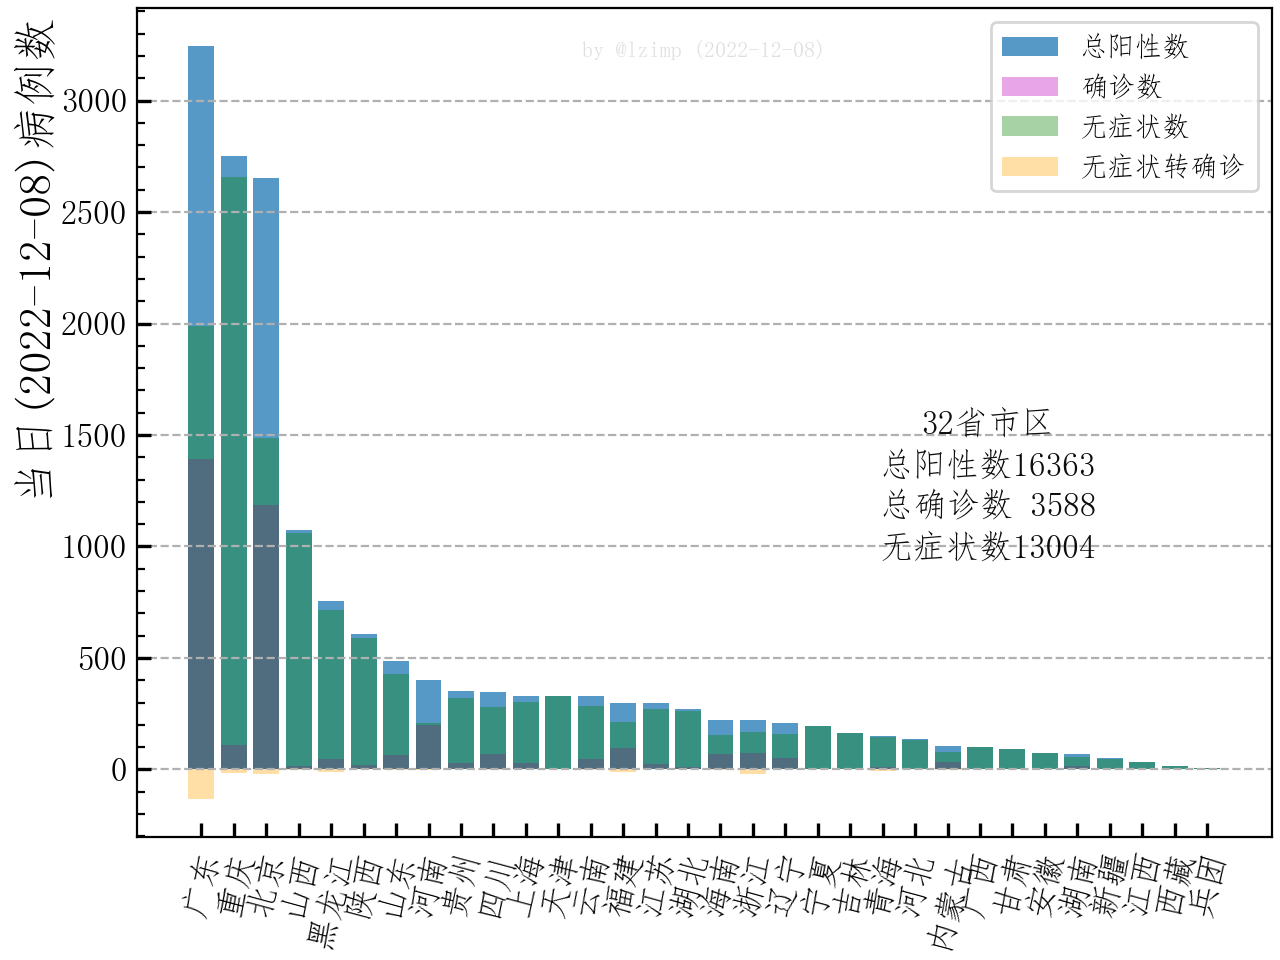 by @lzimp (2022-12-08)
总阳性数
确诊数
无症状数
无症状转确诊
当日(2022-12-08)病例数
3000
2500
2000
1500
1000
500
0
32省市区
总阳性数16363
总确诊数 3588
无症状数13004
广东
重庆
北京
山西
黑龙江
陕西
山东
河南
贵州
四川
上海
天津
云南
福建
江苏
湖北
海南
浙江
辽宁
宁夏
吉林
青海
河北
内蒙古
广西
甘肃
安徽
湖南
新疆
江西
西藏
兵团